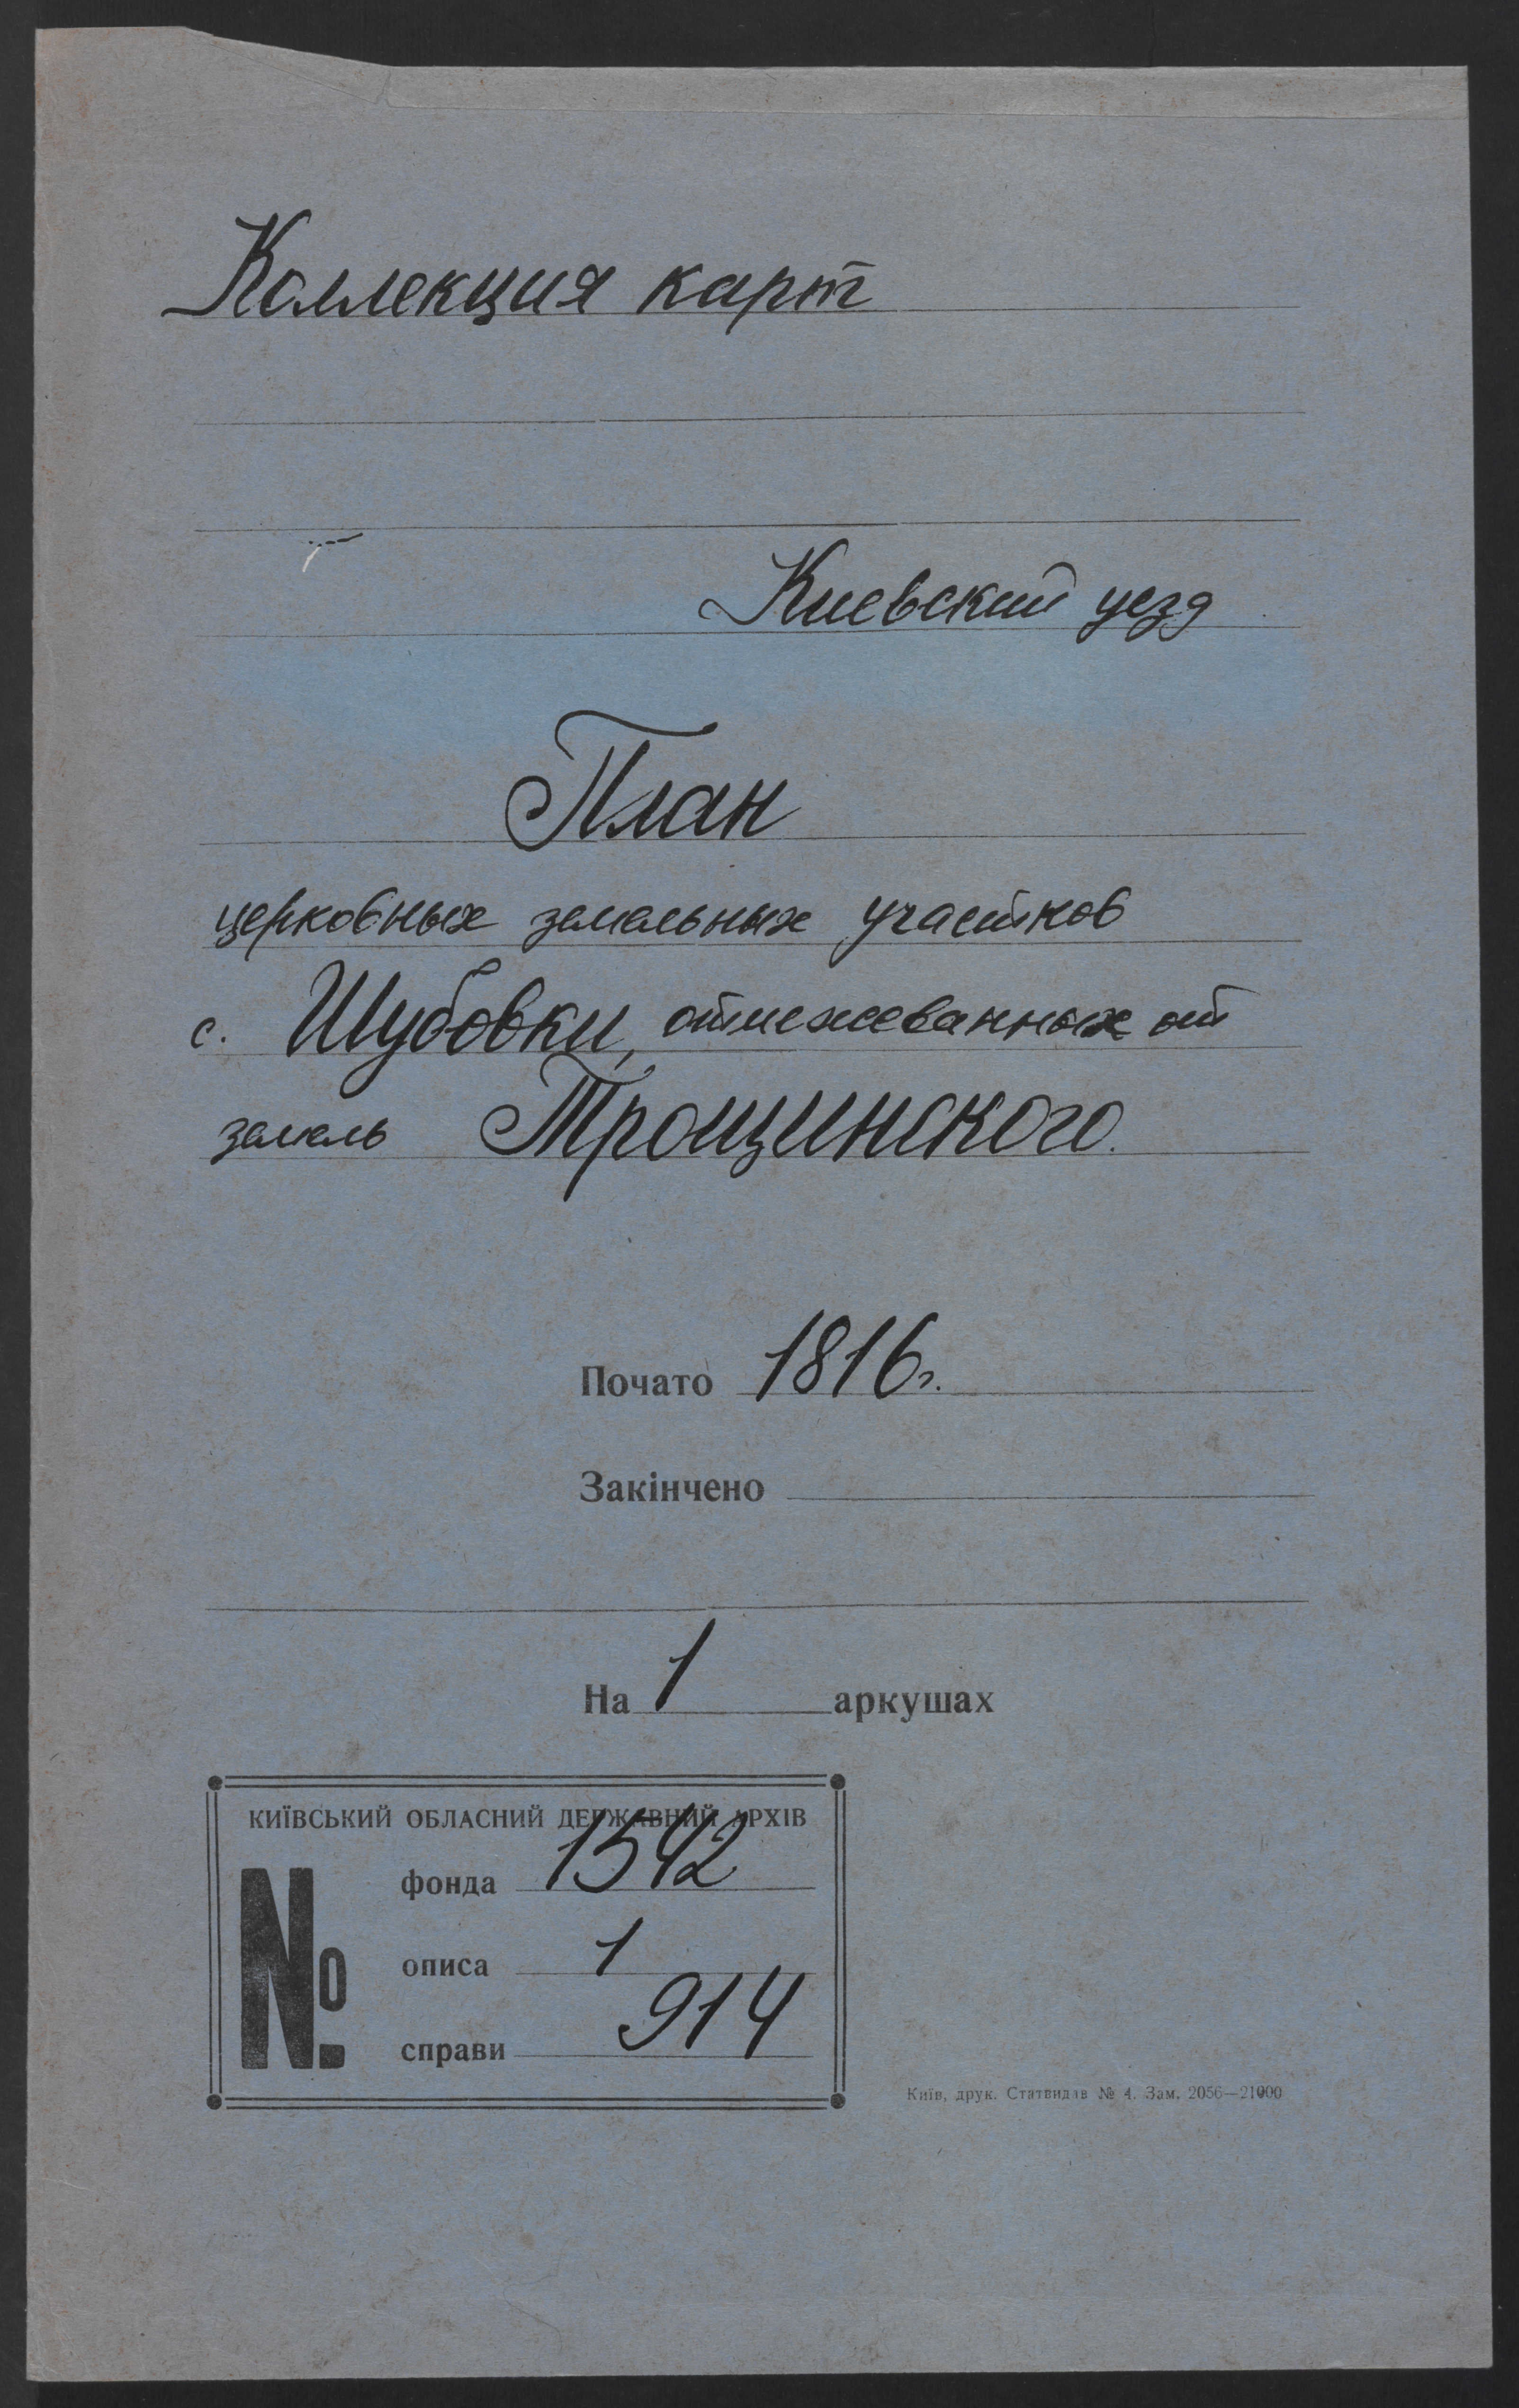 Коллекция карт
Киевский уезд
План
церковных земельных участков
с. Шубовки, отмежеванных от
земель Трощинского.
Почато 1816 г.
Закінчено
На 1 аркушах
КИЇВСЬКИЙ ОБЛАСНИЙ ДЕРЖАВНИЙ АРХІВ
№
фонда 1542
описа 1
справи 914
Київ, друк. Статвидав № 4. Зам. 2056—21000